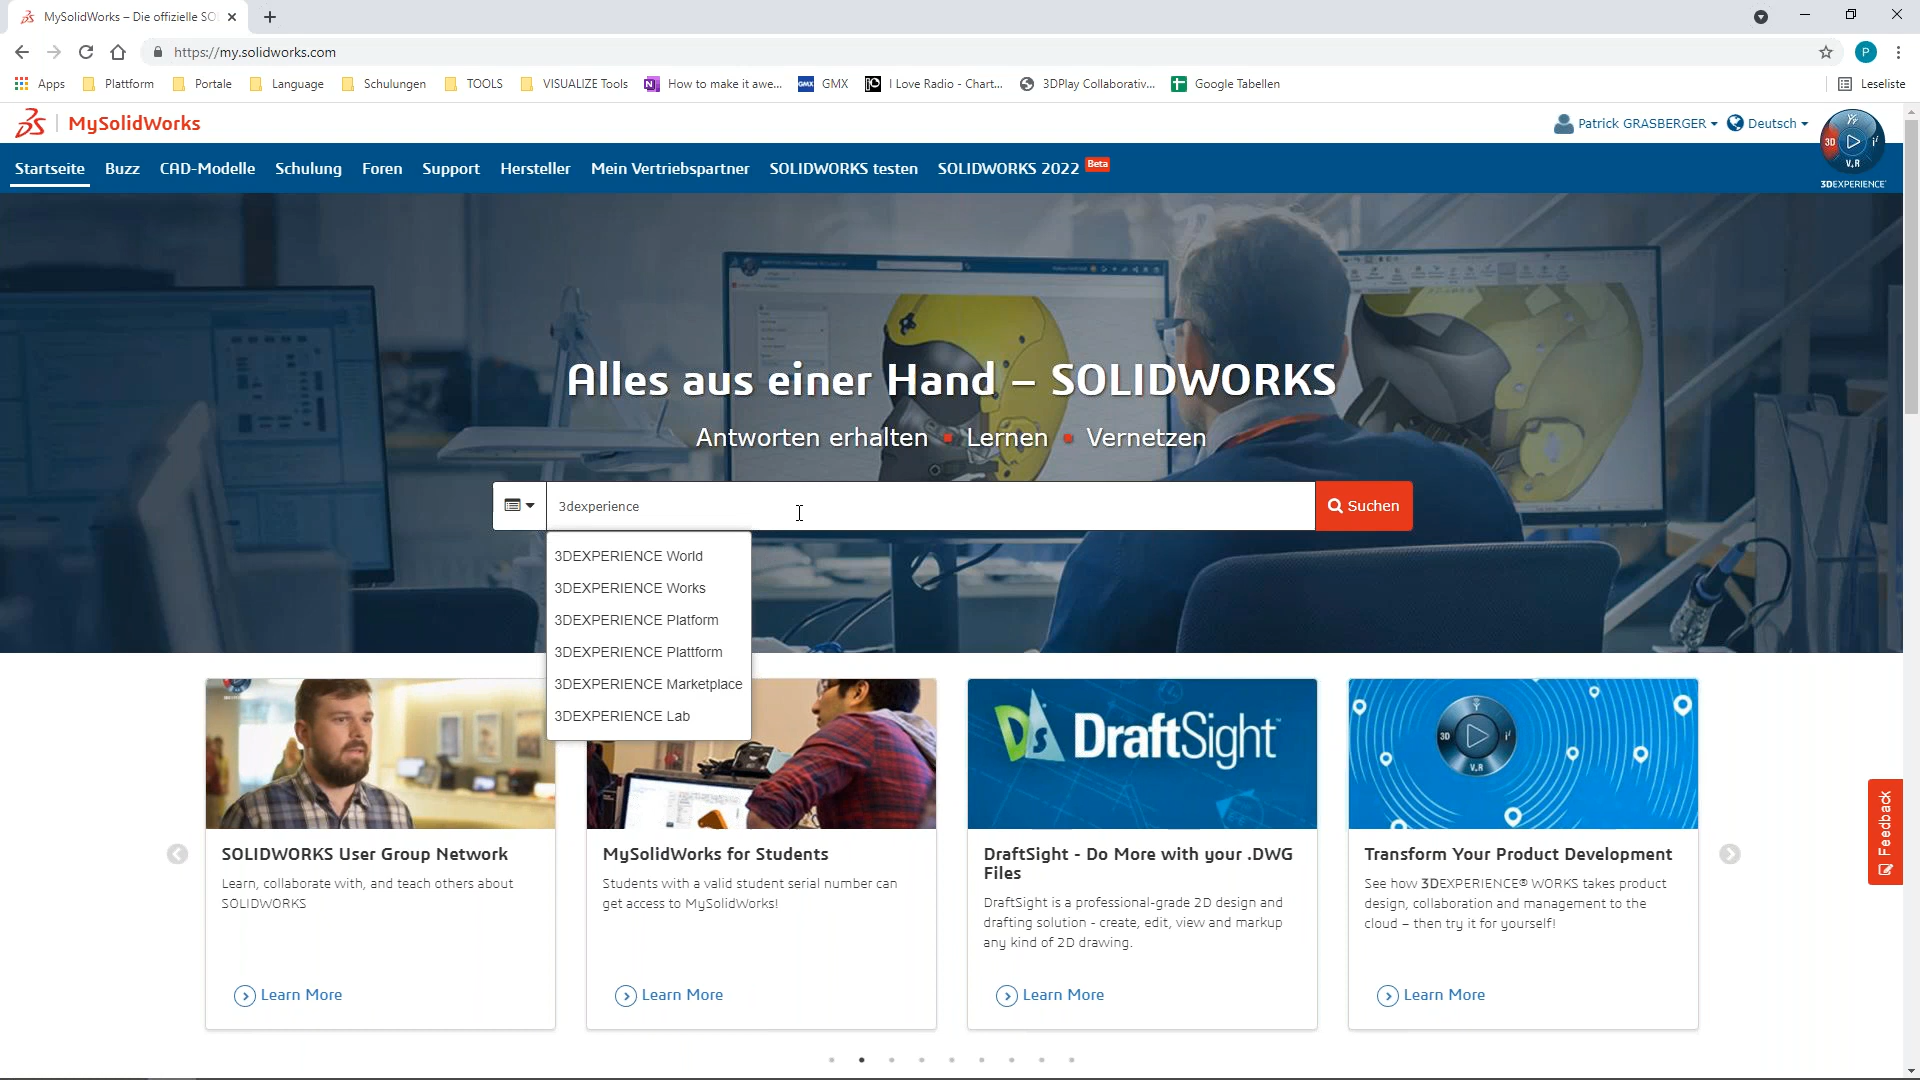 MySolidWorks – Die offizielle SO
https://my.solidworks.com
Apps Plattform Portale Language Schulungen TOOLS VISUALIZE Tools How to make it awe... GMX I Love Radio - Chart... 3DPlay Collaborativ... Google Tabellen Leseliste
MySolidWorks
Patrick GRASBERGER Deutsch
Startseite Buzz CAD-Modelle Schulung Foren Support Hersteller Mein Vertriebspartner SOLIDWORKS testen SOLIDWORKS 2022 Beta
3D V.R
3DEXPERIENCE
Alles aus einer Hand – SOLIDWORKS
Antworten erhalten ▪ Lernen ▪ Vernetzen
3dexperience
Suchen
3DEXPERIENCE World
3DEXPERIENCE Works
3DEXPERIENCE Platform
3DEXPERIENCE Plattform
3DEXPERIENCE Marketplace
3DEXPERIENCE Lab
SOLIDWORKS User Group Network
Learn, collaborate with, and teach others about
SOLIDWORKS
Learn More
MySolidWorks for Students
Students with a valid student serial number can
get access to MySolidWorks!
Learn More
DraftSight
DraftSight - Do More with your .DWG
Files
DraftSight is a professional-grade 2D design and
drafting solution - create, edit, view and markup
any kind of 2D drawing.
Learn More
3D V.R
Transform Your Product Development
See how 3DEXPERIENCE® WORKS takes product
design, collaboration and management to the
cloud – then try it for yourself!
Learn More
Feedback